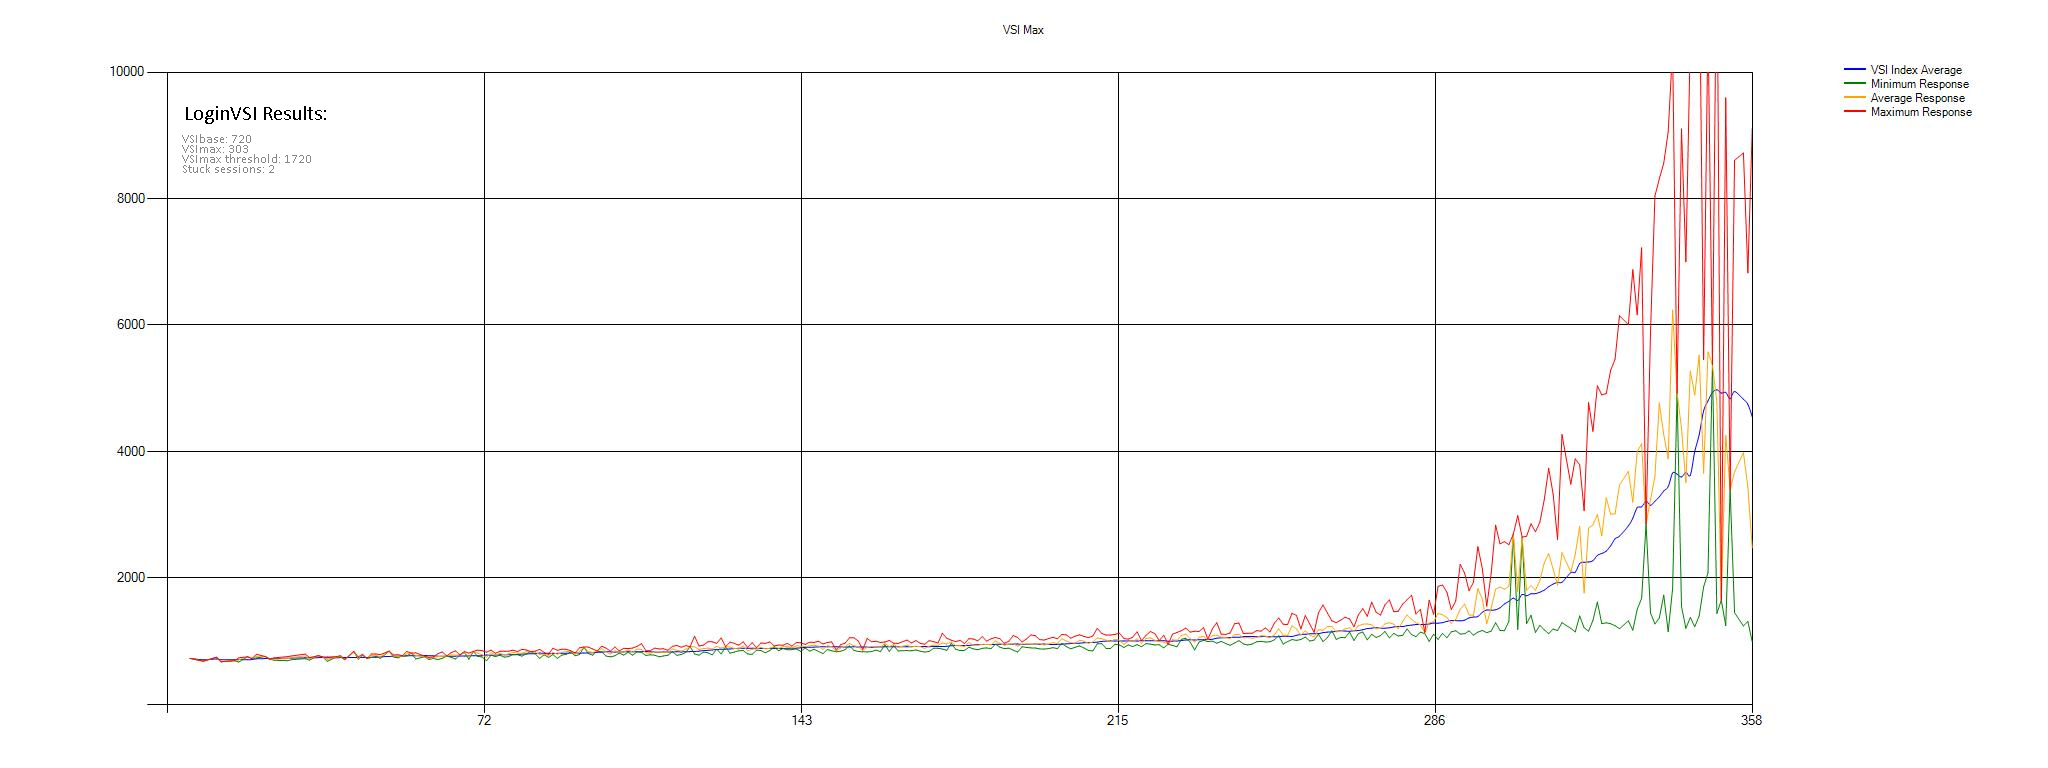 VSI Max
10000
8000
6000
4000
2000
LoginVSI Results:
VSIbase: 720
VSImax: 303
VSImax threshold: 1720
Stuck sessions: 2
VSI Index Average
Minimum Response
Average Response
Maximum Response
72
143
215
286
358